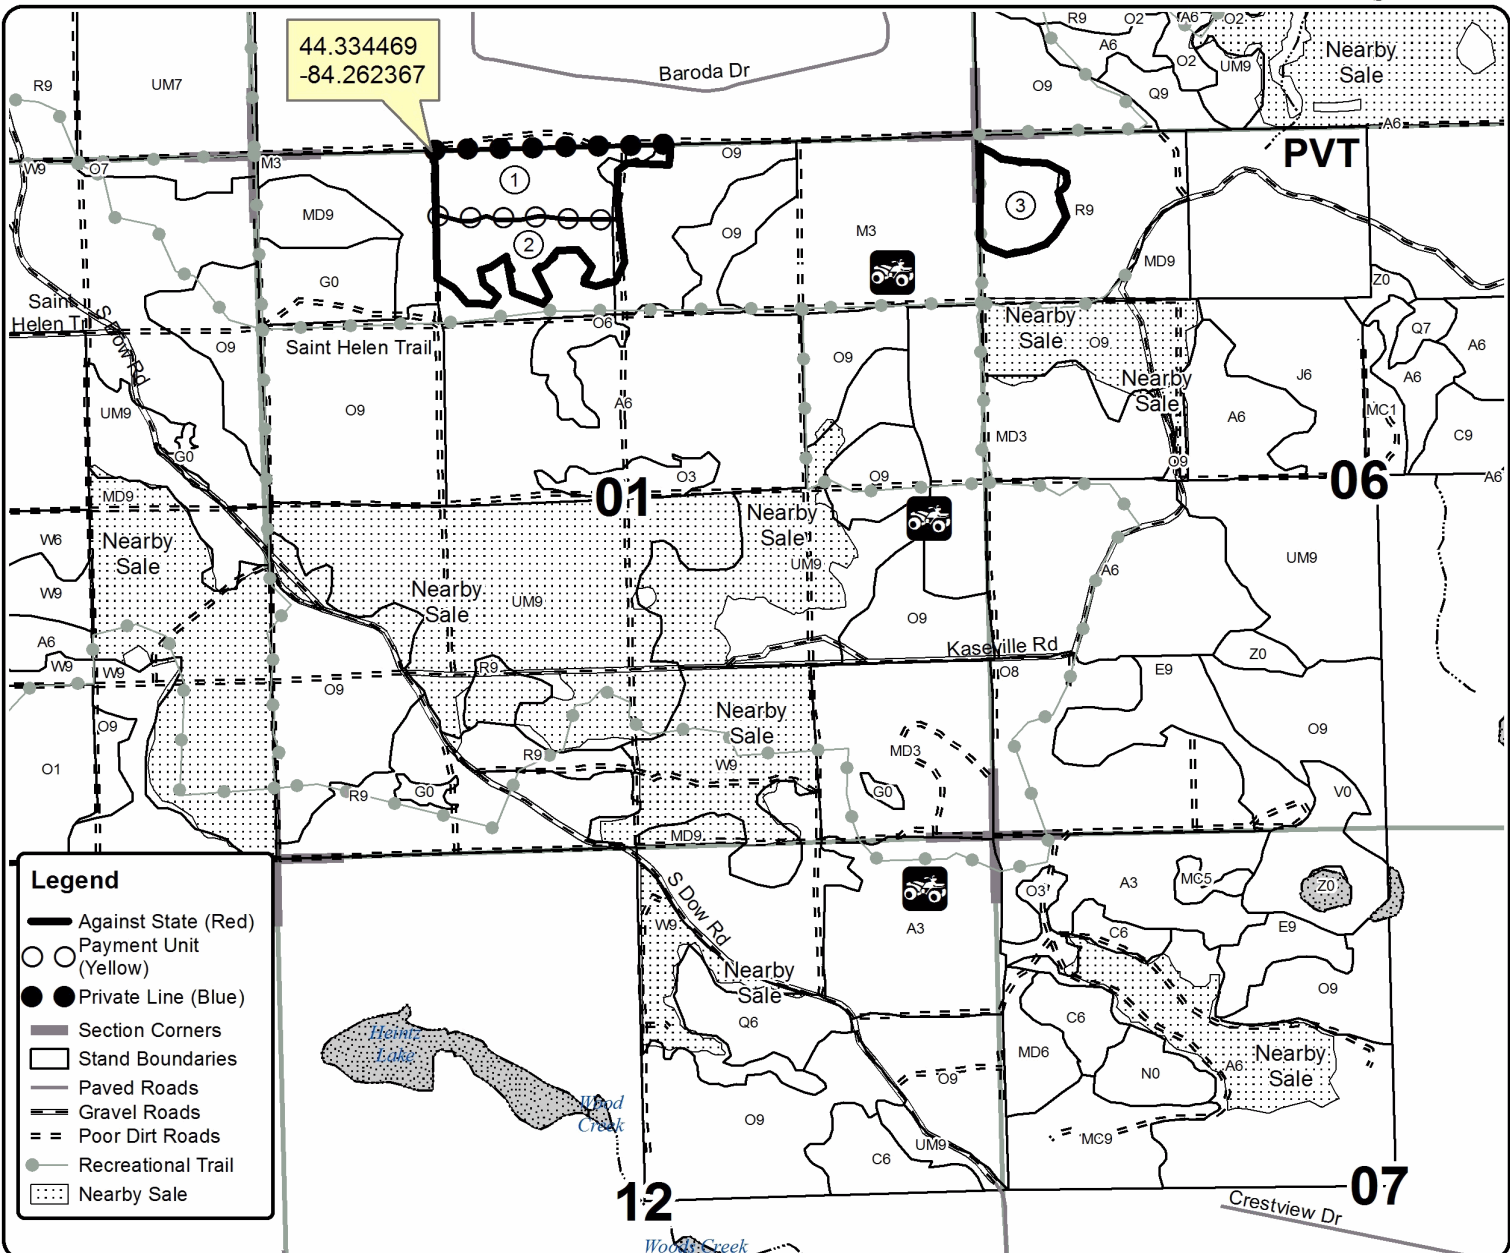 R9
O2
A6
O2
44.334469
-84.262367
Baroda Dr
A6
O2
UM9
Nearby
Sale
R9
UM7
O9
Q9
A6
PVT
W9
O7
M3
O9
1
MD9
3
R9
O9
M3
2
MD9
G0
Z0
Saint
Helen Tr
S Dow Rd
O6
Nearby
Sale
O9
Q7
A6
Saint Helen Trail
O9
O9
Nearby
Sale
J6
A6
UM9
O9
A6
A6
MC1
MD3
C9
G0
O9
O3
O9
01
06
A6
MD9
Nearby
Sale
Nearby
Sale
W6
UM9
A6
UM9
W9
Nearby
Sale
UM9
O9
A6
W9
W9
Kaseville Rd
Z0
R9
O8
E9
O9
O9
Nearby
Sale
O9
R9
MD3
W9
O1
R9
G0
G0
V0
MD9
Legend
Against State (Red)
Payment Unit
(Yellow)
Private Line (Blue)
Section Corners
Stand Boundaries
Paved Roads
Gravel Roads
Poor Dirt Roads
Recreational Trail
Nearby Sale
S Dow Rd
O3
A3
MC5
Z0
W9
A3
C6
E9
Nearby
Sale
O9
Q6
C6
Heintz
Lake
MD6
Nearby
Sale
A6
N0
O9
Wood
Creek
O9
MC9
UM9
C6
12
07
Crestview Dr
Woods Creek